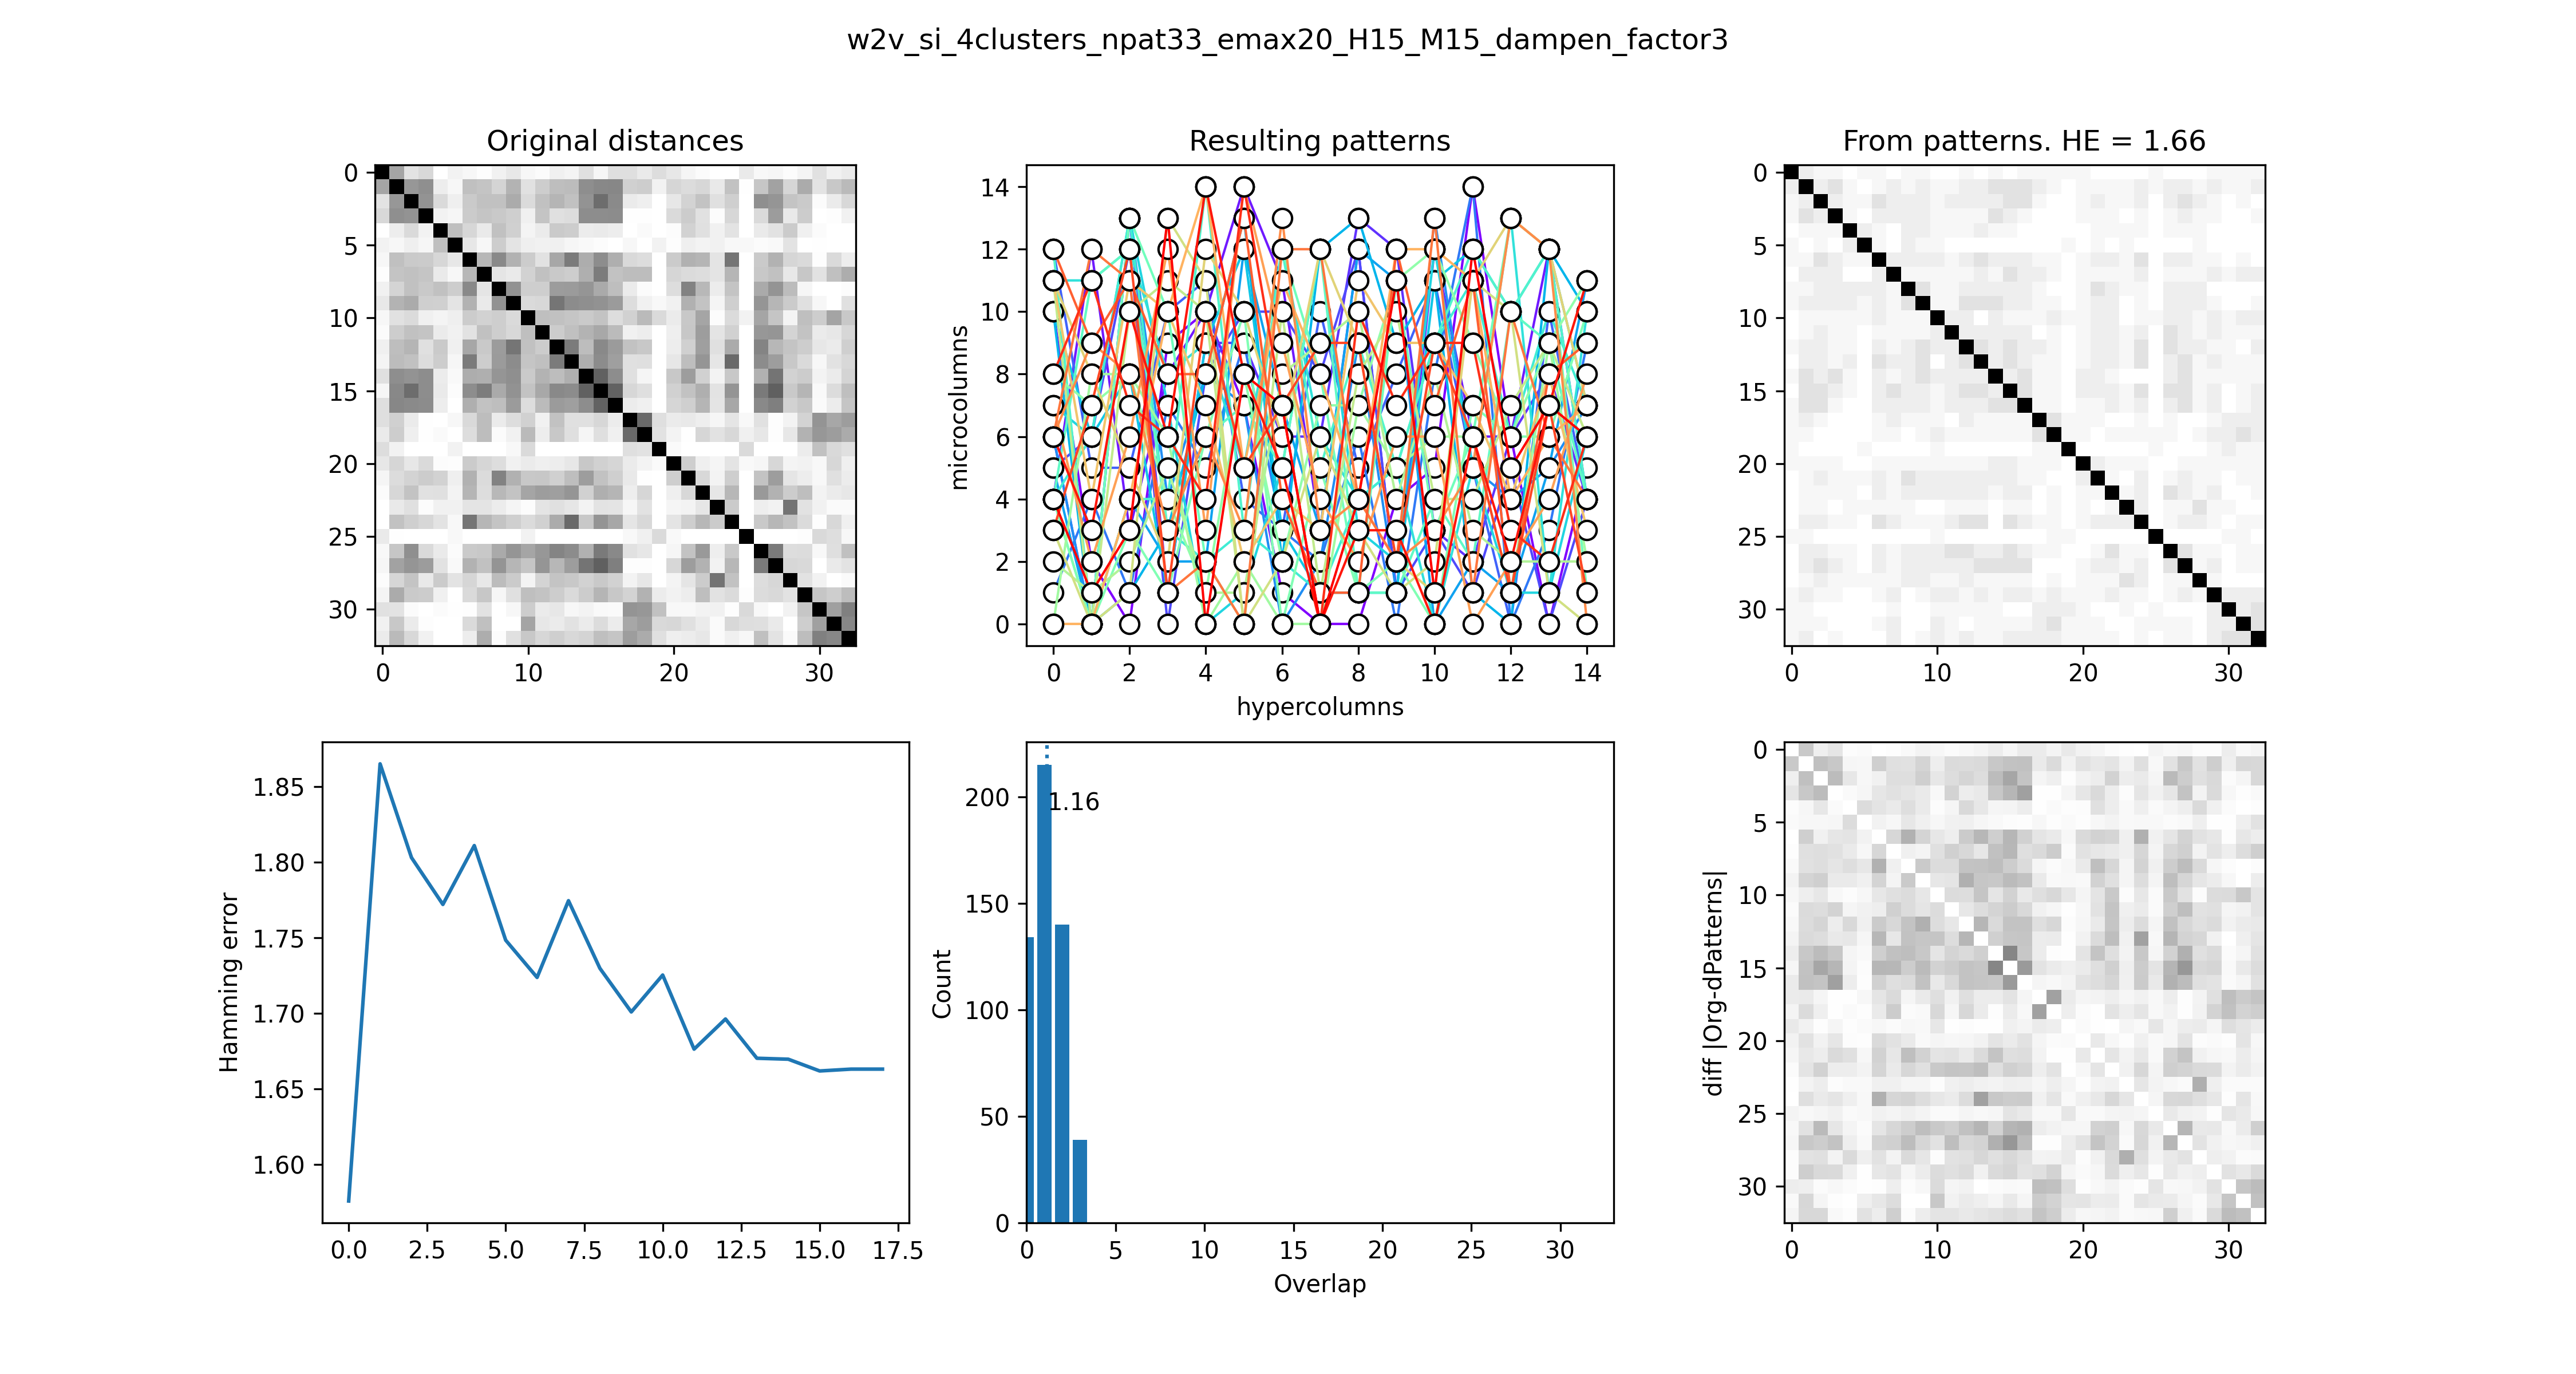 w2v_si_4clusters_npat33_emax20_H15_M15_dampen_factor3
Original distances
0
5
10
15
20
25
30
0 10 20 30
Resulting patterns
microcolumns
14
12
10
8
6
4
2
0
0 2 4 6 8 10 12 14
hypercolumns
From patterns. HE = 1.66
0
5
10
15
20
25
30
0 10 20 30
Hamming error
1.85
1.80
1.75
1.70
1.65
1.60
0.0 2.5 5.0 7.5 10.0 12.5 15.0 17.5
Count
200
150
100
50
0
1.16
0 5 10 15 20 25 30
Overlap
diff |Org-dPatterns|
0
5
10
15
20
25
30
0 10 20 30